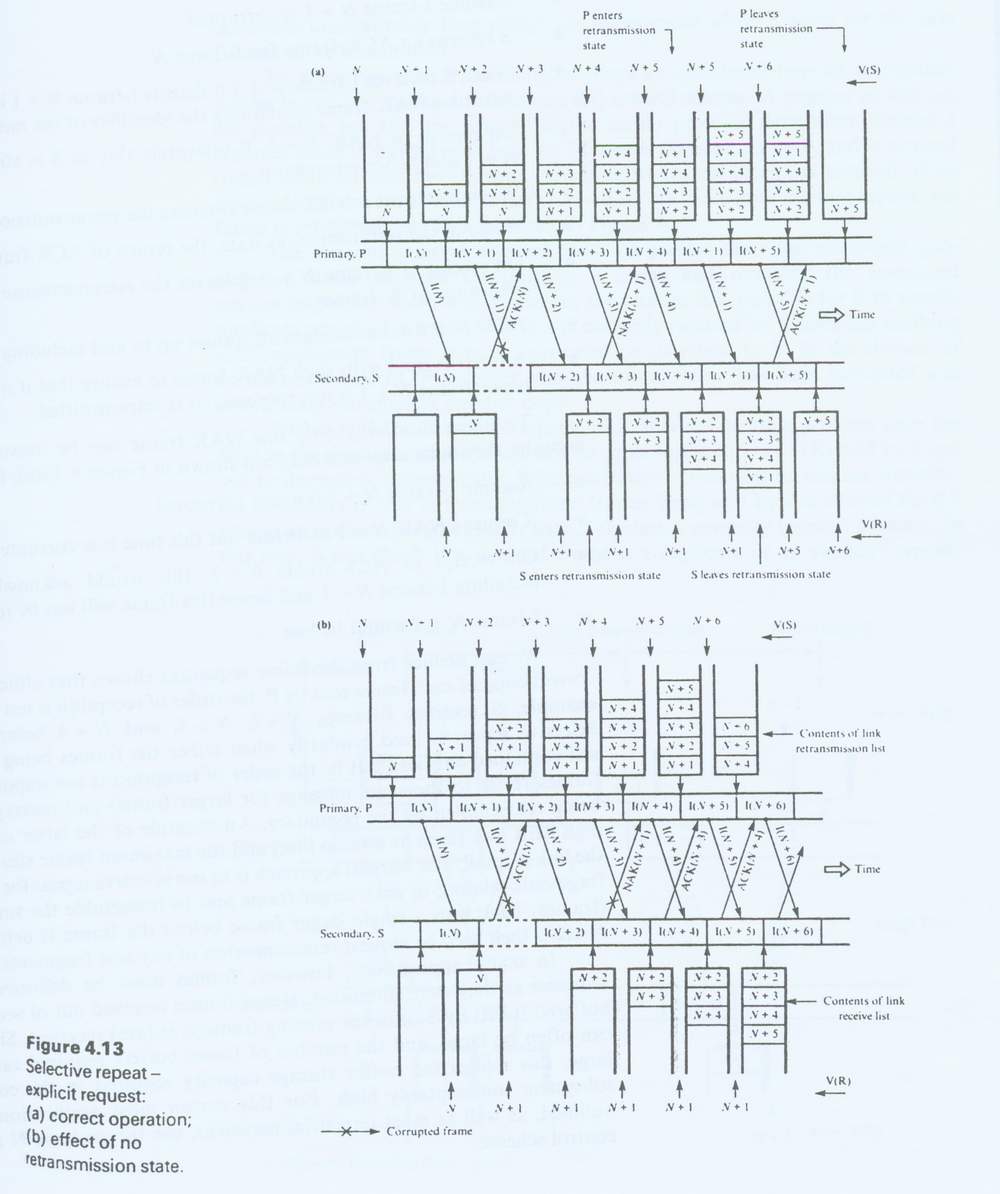 P enters
retransmission
state
P leaves
retransmission
state
(a)
N N + 1 N + 2 N + 3 N + 4 N + 5 N + 5 N + 6
V(S)
N + 5 N + 5
N + 4 N + 1 N + 1 N + 1
N + 2 N + 3 N + 3 N + 4 N + 4 N + 4
N + 1 N + 1 N + 2 N + 2 N + 3 N + 3 N + 3
N N N N + 1 N + 1 N + 2 N + 2 N + 2 N + 5
Primary, P I(N) I(N + 1) I(N + 2) I(N + 3) I(N + 4) I(N + 1) I(N + 5)
I(N) I(N + 1) ACK(N) I(N + 2) I(N + 3) NAK(N + 1) I(N + 4) I(N + 1) I(N + 5) ACK(N + 1)
Time
Secondary, S I(N) I(N + 2) I(N + 3) I(N + 4) I(N + 1) I(N + 5)
N N + 2 N + 2 N + 2 N + 2 N + 5
N + 3 N + 3 N + 3
N + 4 N + 4
N + 1
V(R)
N N+1 N+1 N+1 N+1 N+1 N+5 N+6
S enters retransmission state
S leaves retransmission state
(b)
N N + 1 N + 2 N + 3 N + 4 N + 5 N + 6
V(S)
N + 5
N + 4 N + 4
N + 2 N + 3 N + 3 N + 3 N + 6
N + 1 N + 1 N + 2 N + 2 N + 2 N + 5
N N N N + 1 N + 1 N + 1 N + 4
Contents of link
retransmission list
Primary, P I(N) I(N + 1) I(N + 2) I(N + 3) I(N + 4) I(N + 5) I(N + 6)
I(N) I(N + 1) ACK(N) I(N + 2) I(N + 3) NAK(N + 1) I(N + 4) ACK(N + 3) I(N + 5) ACK(N + 4) I(N + 6)
Time
Secondary, S I(N) I(N + 2) I(N + 3) I(N + 4) I(N + 5) I(N + 6)
N N + 2 N + 2 N + 2 N + 2
N + 3 N + 3 N + 3
N + 4 N + 4
N + 5
Contents of link
receive list
V(R)
N N + 1 N + 1 N + 1 N + 1 N + 1
Corrupted frame
Figure 4.13
Selective repeat –
explicit request:
(a) correct operation;
(b) effect of no
retransmission state.